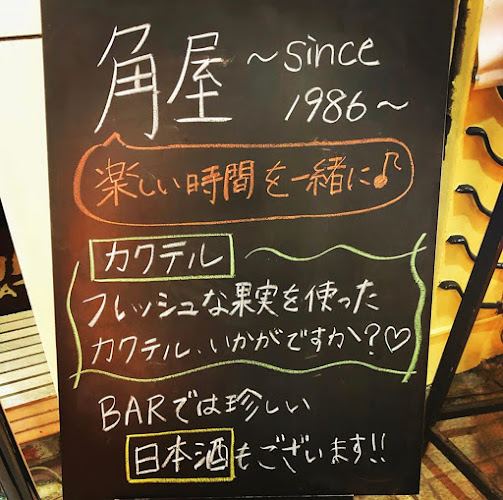 角屋 ~since
1986~
楽しい時間を一緒に♪
カクテル
フレッシュな果実を使った
カクテル、いかがですか?♡
BARでは珍しい
日本酒もございます!!